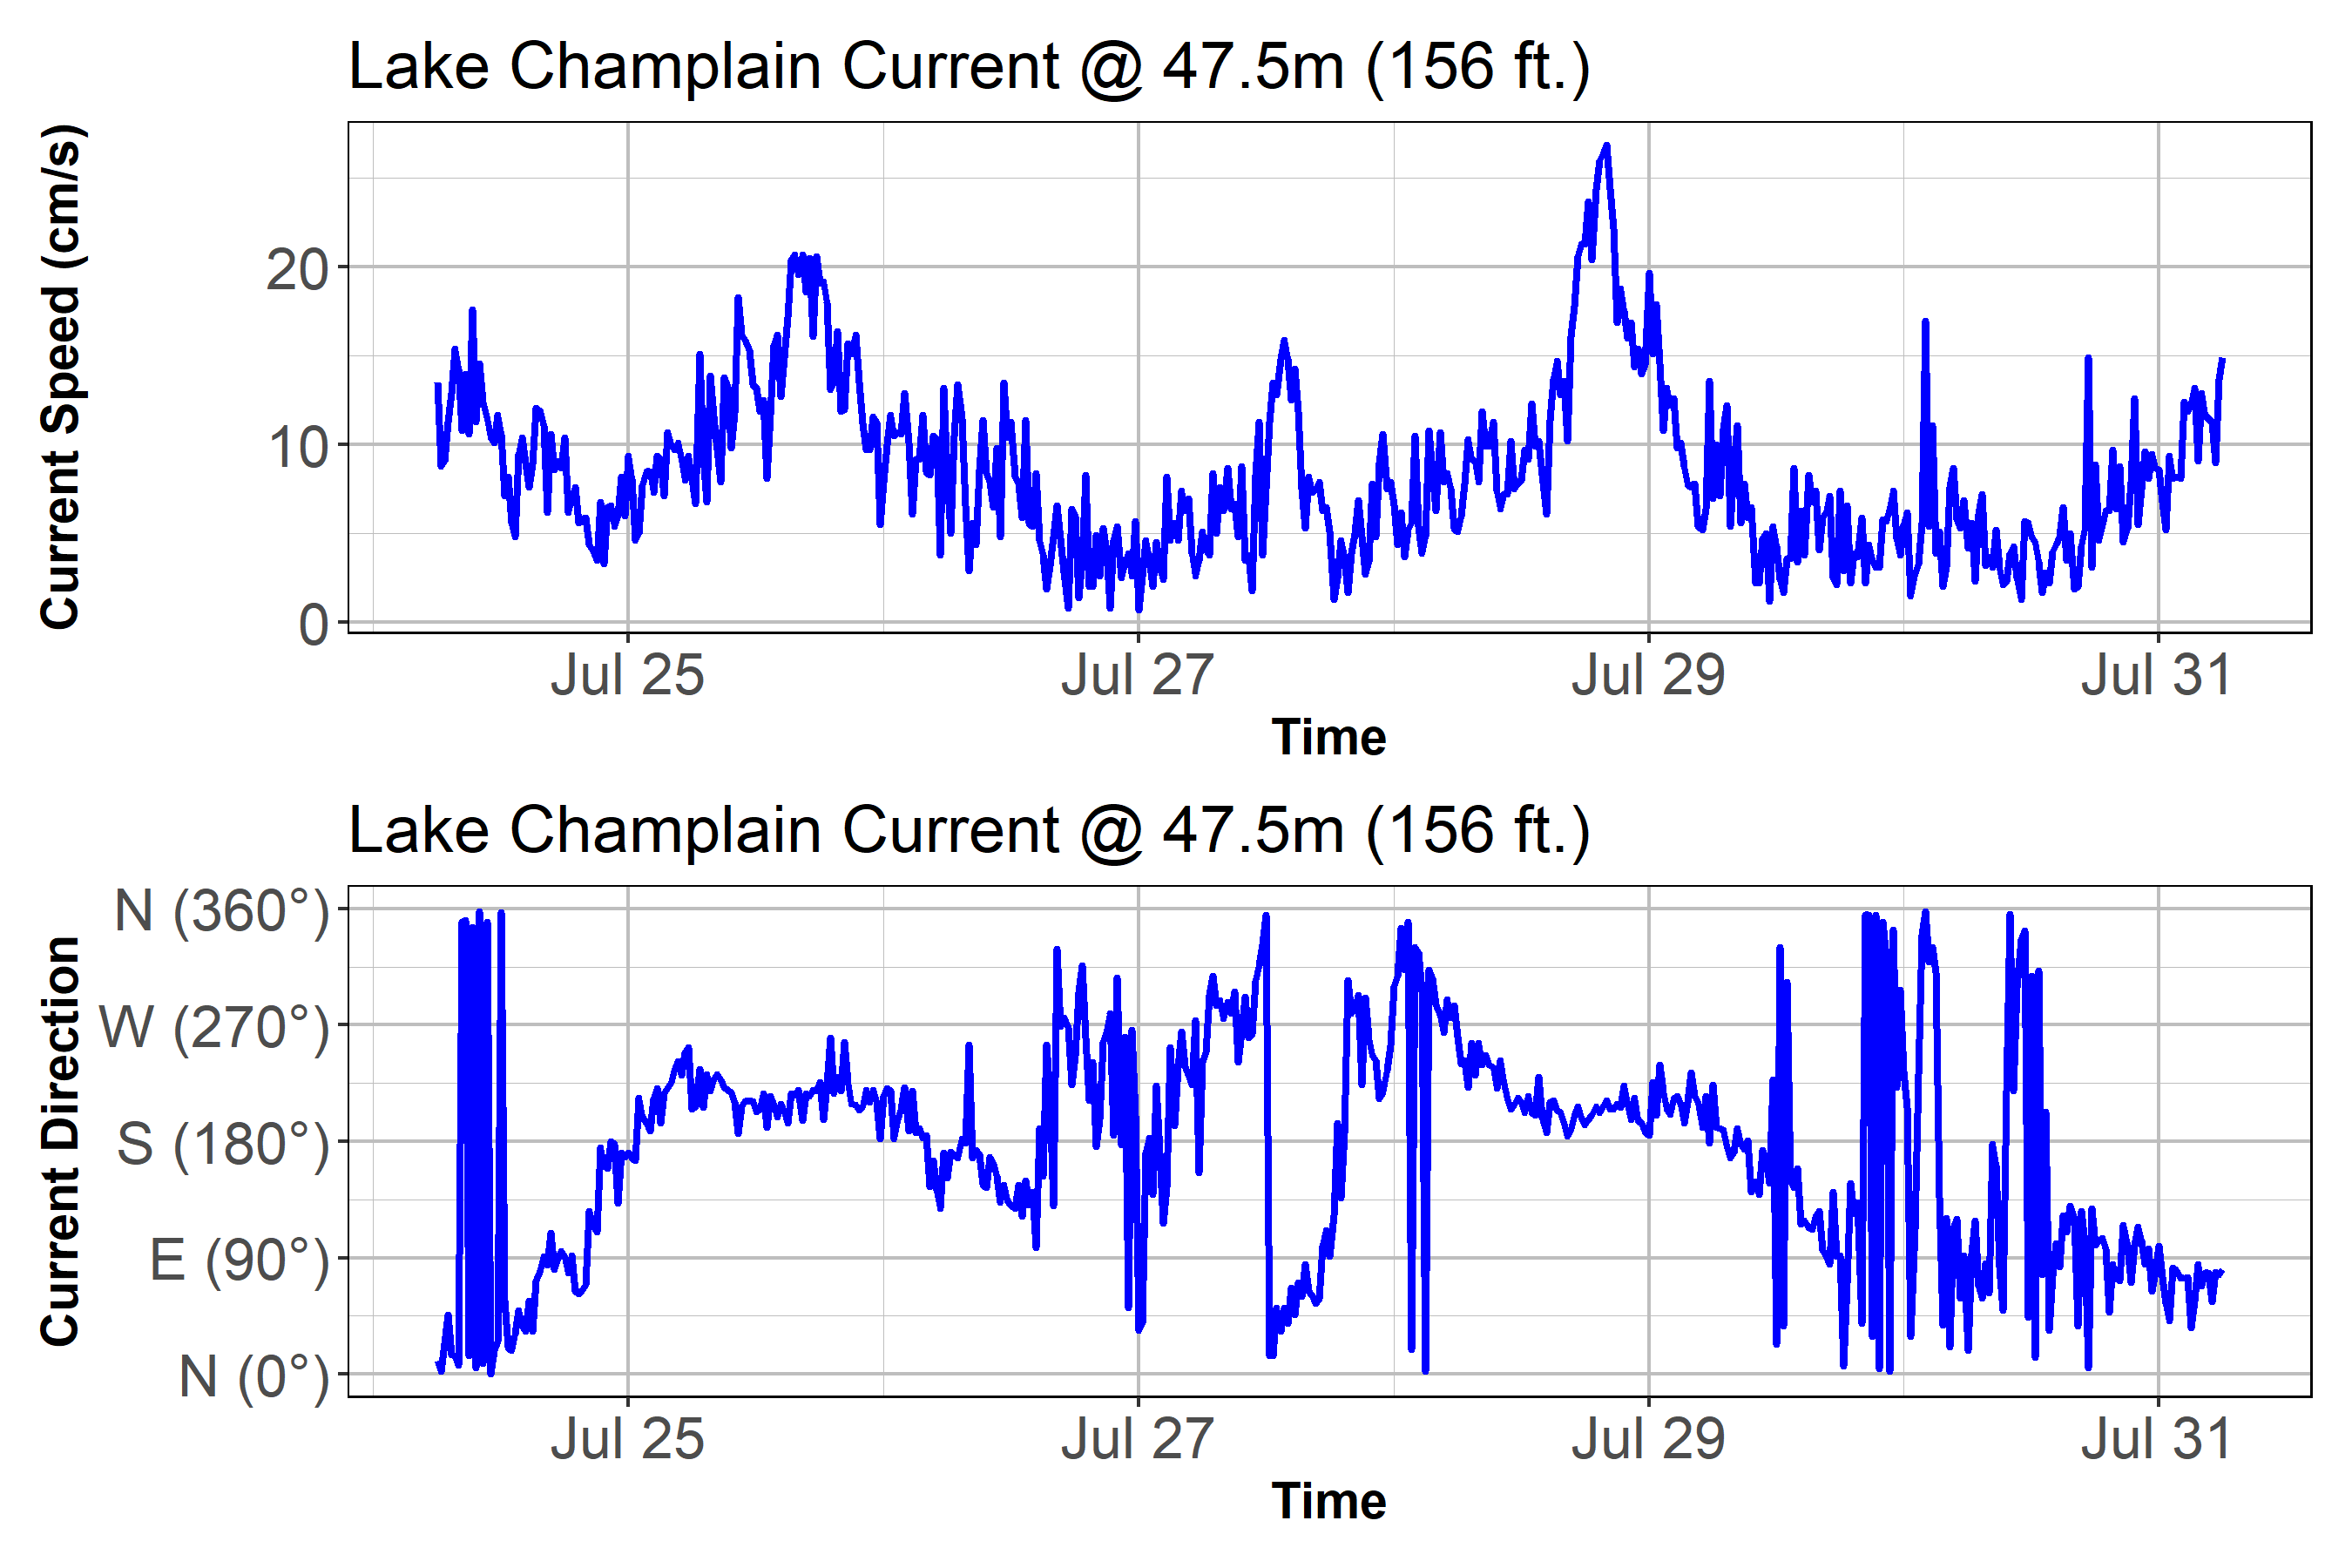 Lake Champlain Current @ 47.5m (156 ft.)
Current Speed (cm/s)
20
10
0
Jul 25
Jul 27
Jul 29
Jul 31
Time
Lake Champlain Current @ 47.5m (156 ft.)
Current Direction
N (360°)
W (270°)
S (180°)
E (90°)
N (0°)
Jul 25
Jul 27
Jul 29
Jul 31
Time